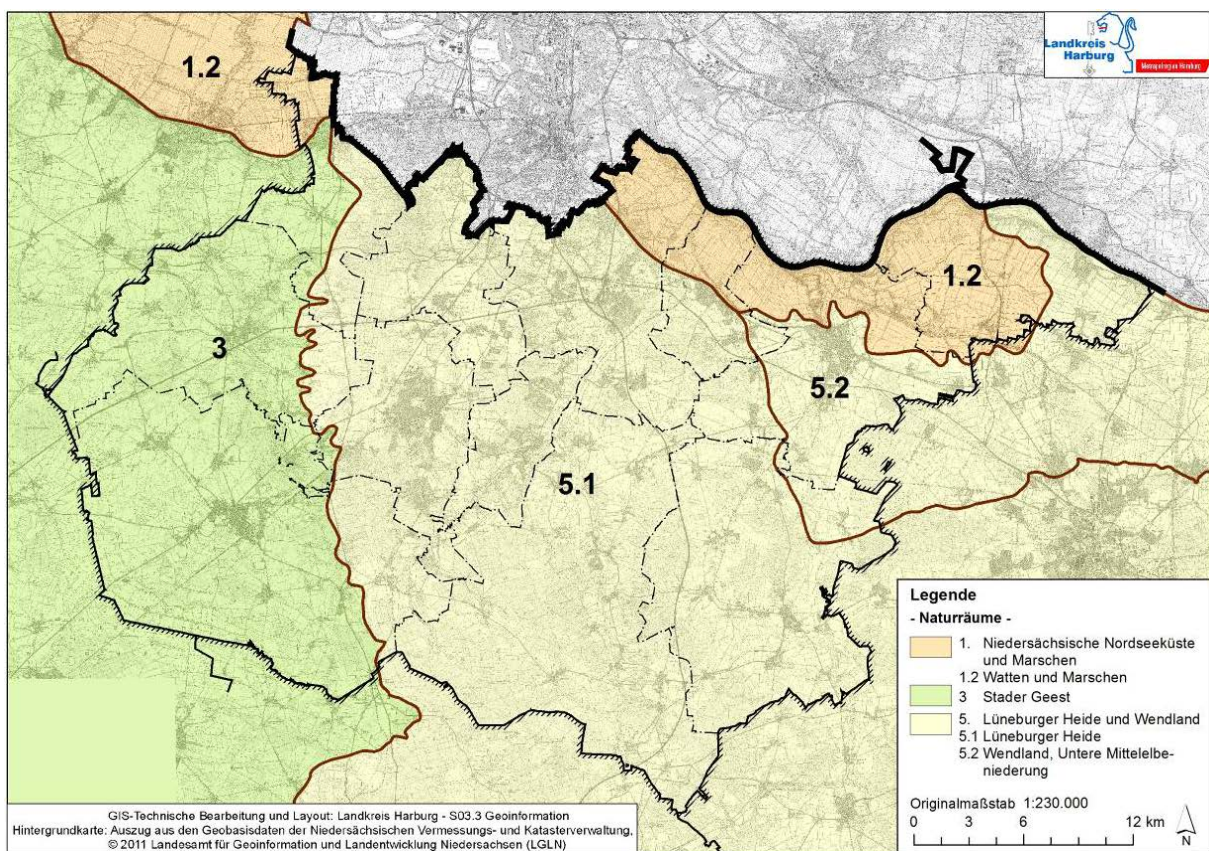 Landkreis
Harburg
Metropolregion Hamburg
1.2
1.2
3
5.2
5.1
Legende
- Naturräume -
1. Niedersächsische Nordseeküste
und Marschen
1.2 Watten und Marschen
3 Stader Geest
5. Lüneburger Heide und Wendland
5.1 Lüneburger Heide
5.2 Wendland, Untere Mittelelbe-
niederung
Originalmaßstab 1:230.000
0 3 6 12 km
N
GIS-Technische Bearbeitung und Layout: Landkreis Harburg - S03.3 Geoinformation
Hintergrundkarte: Auszug aus den Geobasisdaten der Niedersächsischen Vermessungs- und Katasterverwaltung,
© 2011 Landesamt für Geoinformation und Landentwicklung Niedersachsen (LGLN)